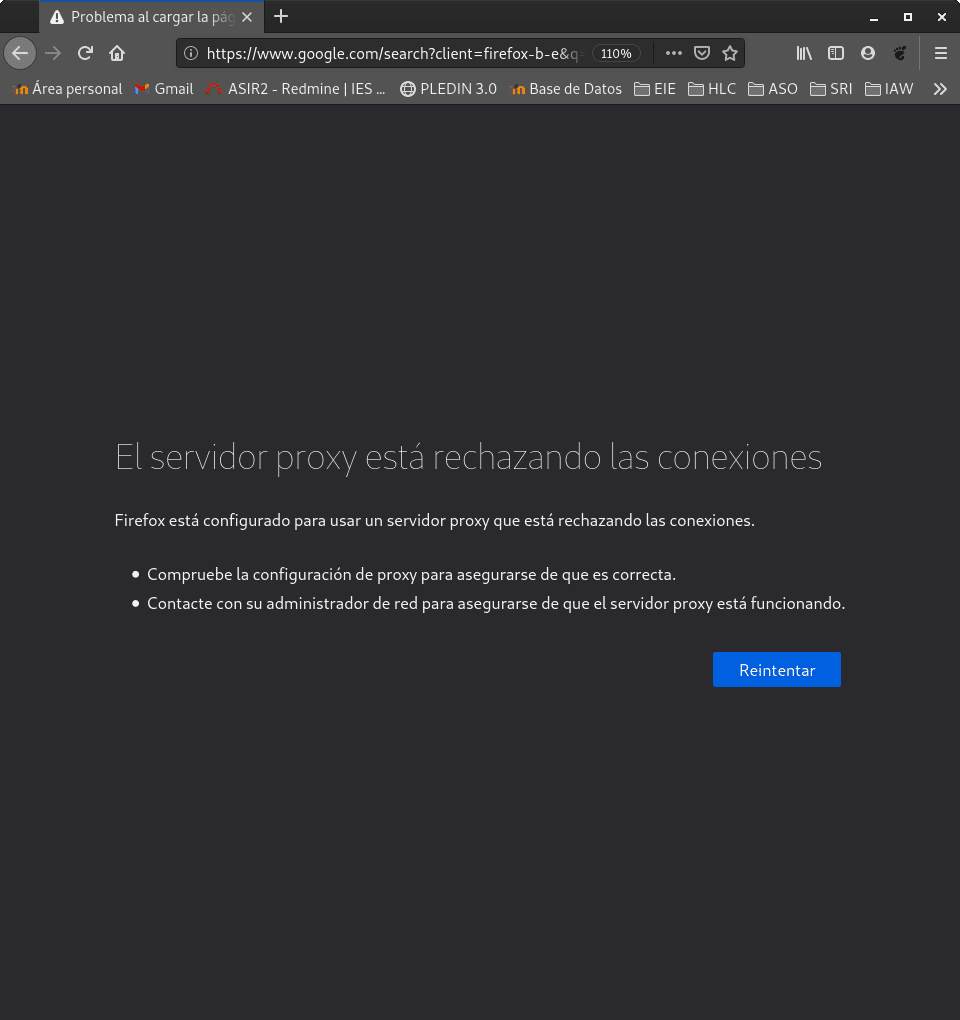 Problema al cargar la pág
https://www.google.com/search?client=firefox-b-e&q= 110%
Área personal Gmail ASIR2 - Redmine | IES ... PLEDIN 3.0 Base de Datos EIE HLC ASO SRI IAW
El servidor proxy está rechazando las conexiones
Firefox está configurado para usar un servidor proxy que está rechazando las conexiones.
Compruebe la configuración de proxy para asegurarse de que es correcta.
Contacte con su administrador de red para asegurarse de que el servidor proxy está funcionando.
Reintentar